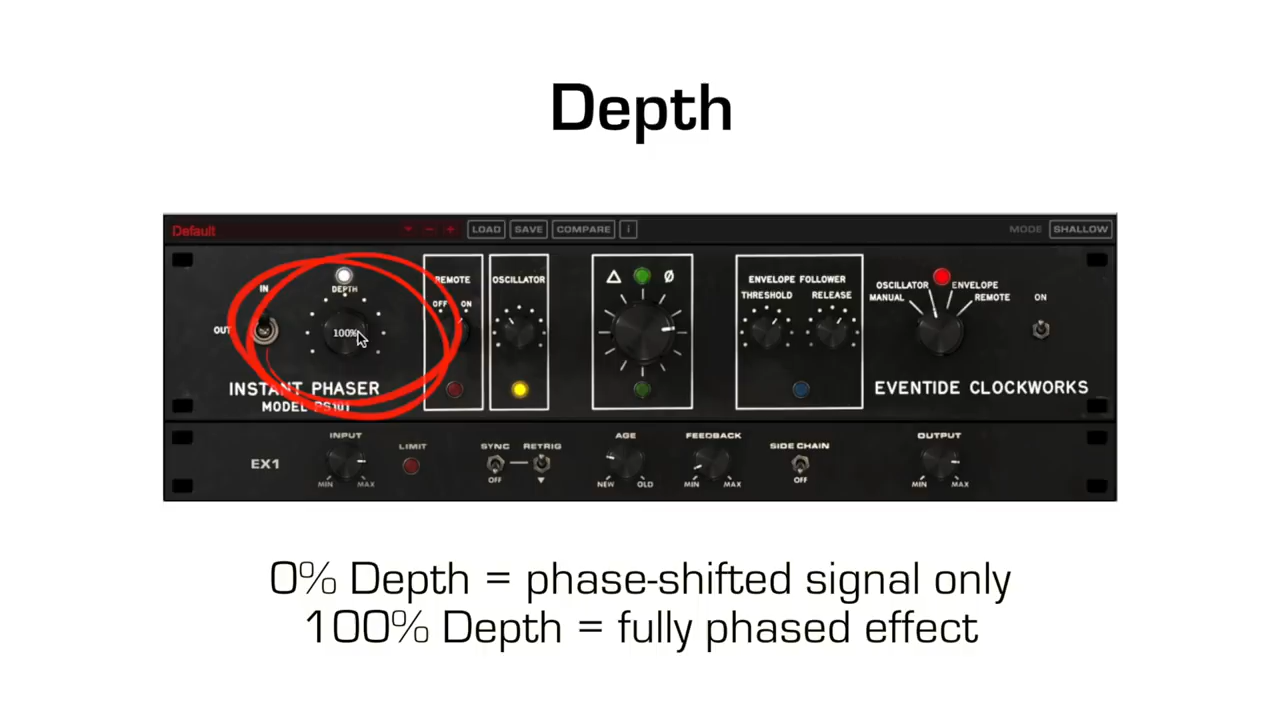 Depth
Default LOAD SAVE COMPARE i MODE SHALLOW
IN
OUT
DEPTH
100%
INSTANT PHASER
MODEL PS101
REMOTE
OFF ON
OSCILLATOR
Δ Ø
ENVELOPE FOLLOWER
THRESHOLD RELEASE
OSCILLATOR ENVELOPE
MANUAL REMOTE
ON
EVENTIDE CLOCKWORKS
EX1
INPUT
MIN MAX
LIMIT
SYNC RETRIG
OFF
AGE
NEW OLD
FEEDBACK
MIN MAX
SIDE CHAIN
OFF
OUTPUT
MIN MAX
0% Depth = phase-shifted signal only
100% Depth = fully phased effect